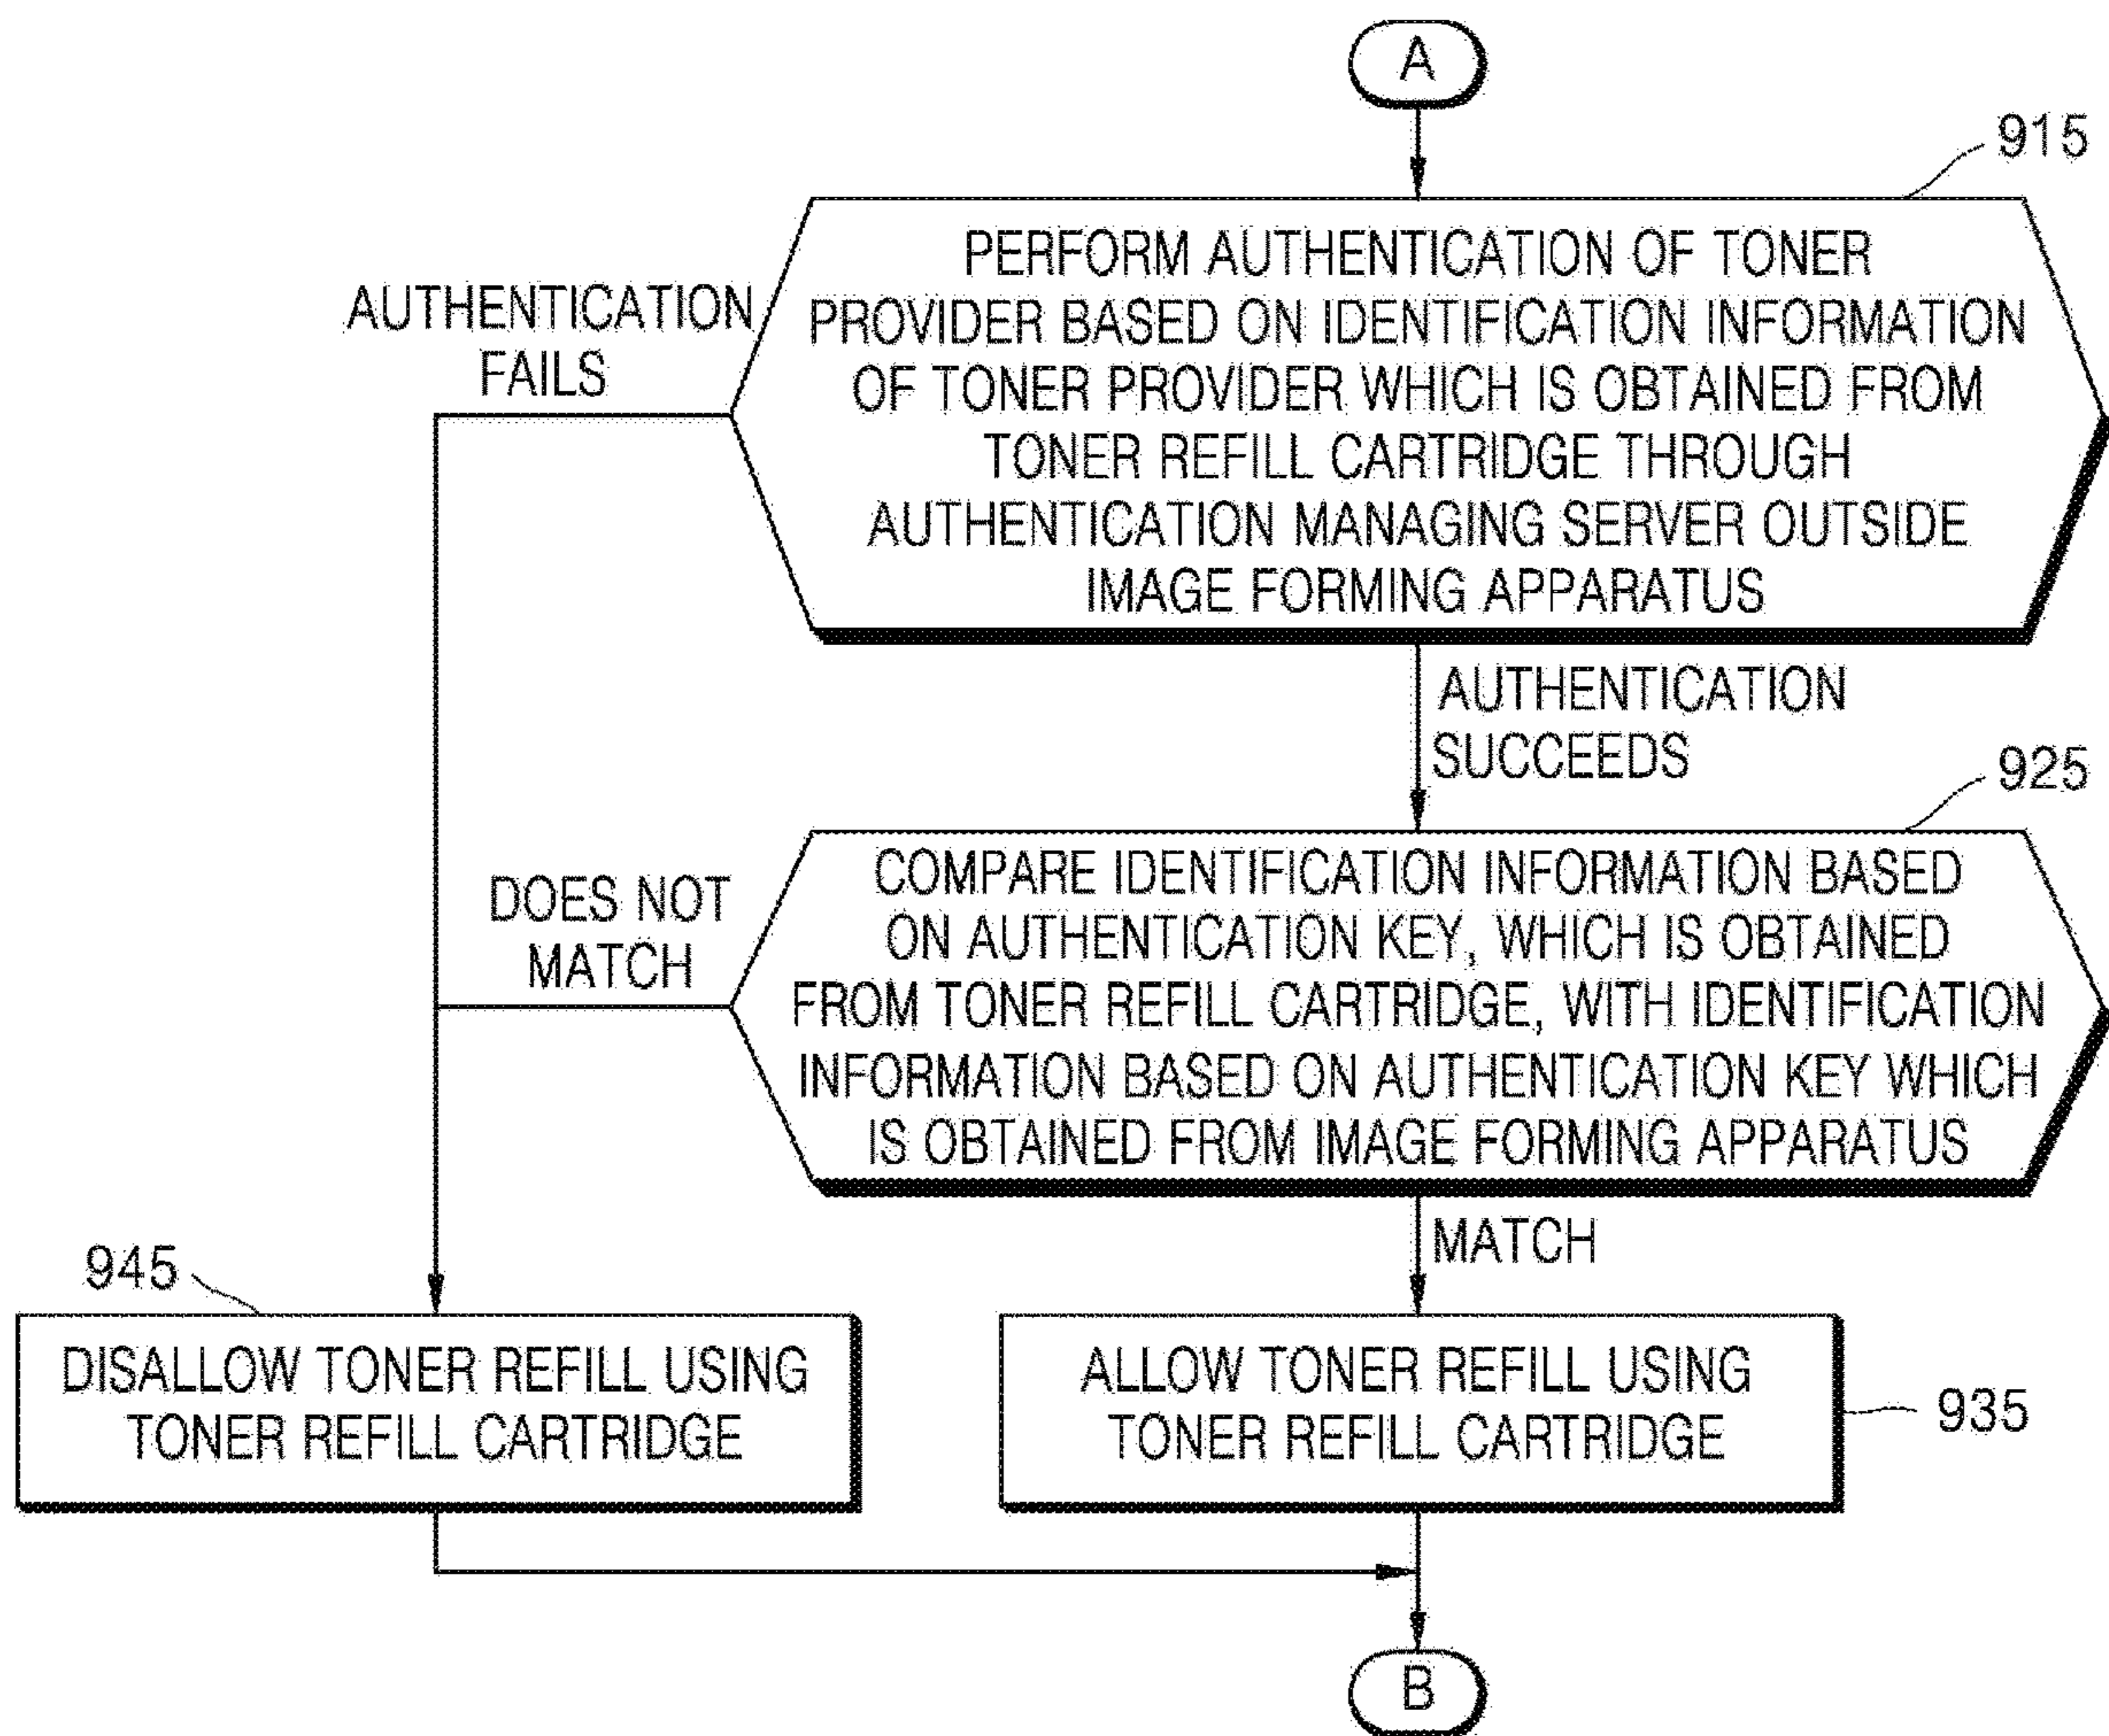 A
915
PERFORM AUTHENTICATION OF TONER
PROVIDER BASED ON IDENTIFICATION INFORMATION
OF TONER PROVIDER WHICH IS OBTAINED FROM
TONER REFILL CARTRIDGE THROUGH
AUTHENTICATION MANAGING SERVER OUTSIDE
IMAGE FORMING APPARATUS
AUTHENTICATION
FAILS
AUTHENTICATION
SUCCEEDS
925
COMPARE IDENTIFICATION INFORMATION BASED
ON AUTHENTICATION KEY, WHICH IS OBTAINED
FROM TONER REFILL CARTRIDGE, WITH IDENTIFICATION
INFORMATION BASED ON AUTHENTICATION KEY WHICH
IS OBTAINED FROM IMAGE FORMING APPARATUS
DOES NOT
MATCH
MATCH
945
DISALLOW TONER REFILL USING
TONER REFILL CARTRIDGE
ALLOW TONER REFILL USING
TONER REFILL CARTRIDGE
935
B